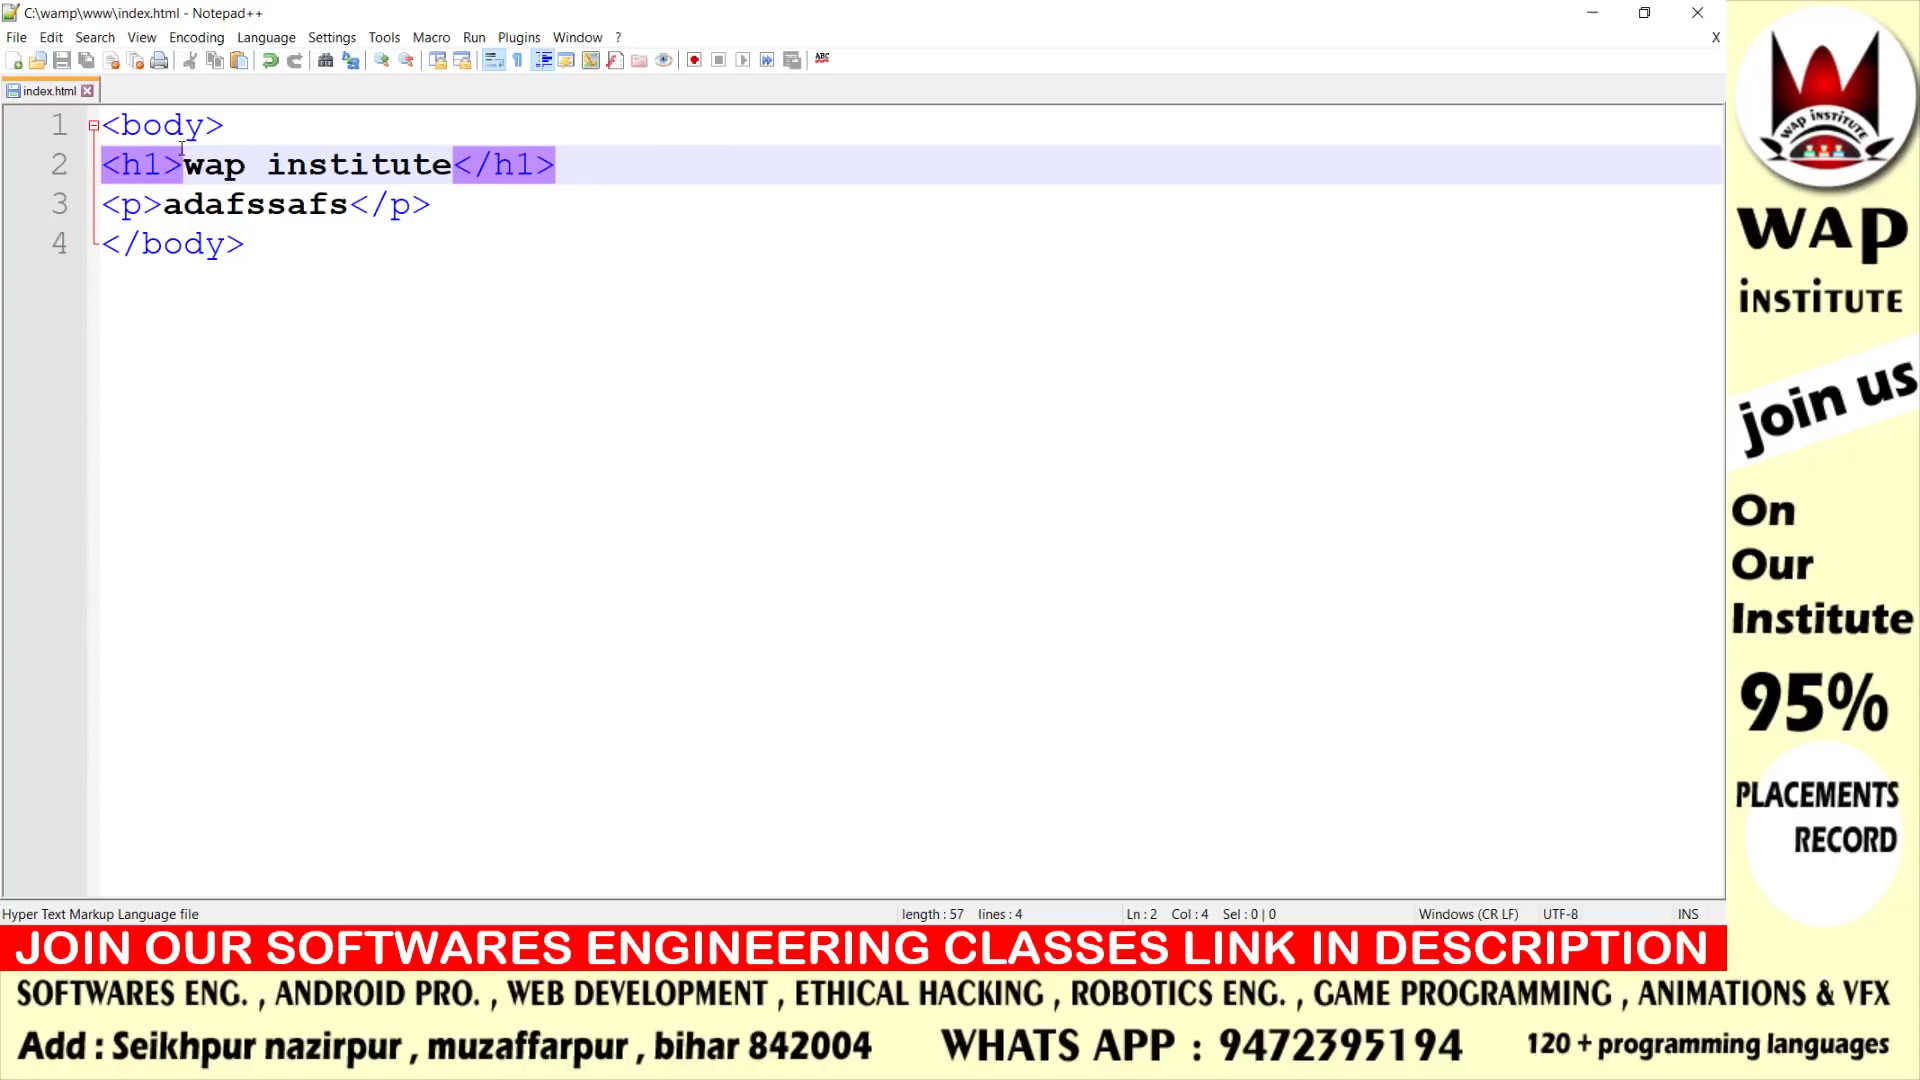 C:\wamp\www\index.html - Notepad++
File Edit Search View Encoding Language Settings Tools Macro Run Plugins Window ? X
ABC
index.html
1 <body>
2 <h1>wap institute</h1>
3 <p>adafssafs</p>
4 </body>
Hyper Text Markup Language file length : 57 lines : 4 Ln : 2 Col : 4 Sel : 0 | 0 Windows (CR LF) UTF-8 INS
WAP INSTITUTE
WAP
INSTITUTE
join us
On
Our
Institute
95%
PLACEMENTS
RECORD
JOIN OUR SOFTWARES ENGINEERING CLASSES LINK IN DESCRIPTION
SOFTWARES ENG. , ANDROID PRO. , WEB DEVELOPMENT , ETHICAL HACKING , ROBOTICS ENG. , GAME PROGRAMMING , ANIMATIONS & VFX
Add : Seikhpur nazirpur , muzaffarpur , bihar 842004 WHATS APP : 9472395194 120 + programming languages